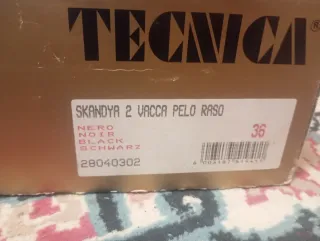 TECNICA®
SKANDYA 2 VACCA PELO RASO
NERO
NOIR
BLACK
SCHWARZ
36
28040302